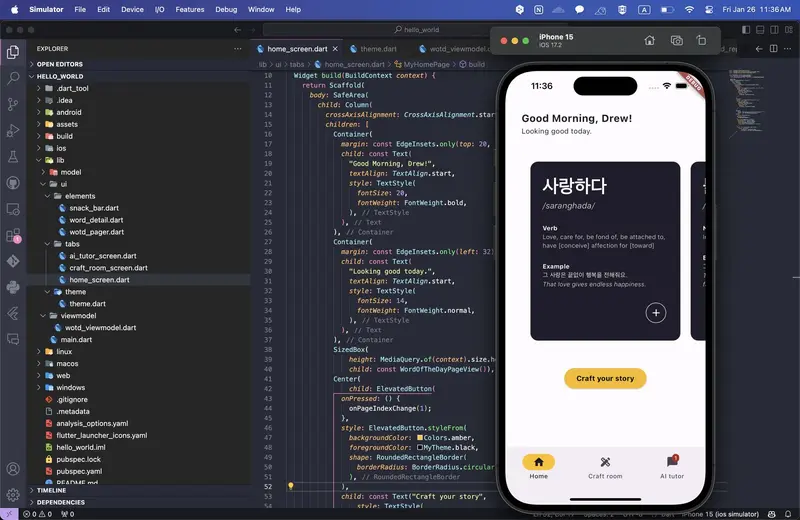 Simulator File Edit Device I/O Features Debug Window Help
Fri Jan 26 11:36 AM
hello_world
EXPLORER
OPEN EDITORS
HELLO_WORLD
.dart_tool
.idea
android
assets
build
ios
lib
model
ui
elements
snack_bar.dart
word_detail.dart
wotd_pager.dart
tabs
ai_tutor_screen.dart
craft_room_screen.dart
home_screen.dart
theme
theme.dart
viewmodel
wotd_viewmodel.dart
main.dart
linux
macos
web
windows
.gitignore
.metadata
analysis_options.yaml
flutter_launcher_icons.yaml
hello_world.iml
pubspec.lock
pubspec.yaml
README.md
TIMELINE
DEPENDENCIES
0 0 0
home_screen.dart theme.dart wotd_viewmodel.dart
lib > ui > tabs > home_screen.dart > MyHomePage > build
10 Widget build(BuildContext context) {
11 return Scaffold(
12 body: SafeArea(
13 child: Column(
14 crossAxisAlignment: CrossAxisAlignment.star
15 children: [
16 Container(
17 margin: const EdgeInsets.only(top: 20,
18 child: const Text(
19 "Good Morning, Drew!",
20 textAlign: TextAlign.start,
21 style: TextStyle(
22 fontSize: 20,
23 fontWeight: FontWeight.bold,
24 ), // TextStyle
25 ), // Text
26 ), // Container
27 Container(
28 margin: const EdgeInsets.only(left: 32)
29 child: const Text(
30 "Looking good today.",
31 textAlign: TextAlign.start,
32 style: TextStyle(
33 fontSize: 14,
34 fontWeight: FontWeight.normal,
35 ), // TextStyle
36 ), // Text
37 ), // Container
38 SizedBox(
39 height: MediaQuery.of(context).size.he
40 child: const WordOfTheDayPageView()),
41 Center(
42 child: ElevatedButton(
43 onPressed: () {
44 onPageIndexChange(1);
45 },
46 style: ElevatedButton.styleFrom(
47 backgroundColor: Colors.amber,
48 foregroundColor: MyTheme.black,
49 shape: RoundedRectangleBorder(
50 borderRadius: BorderRadius.circular
51 ), // RoundedRectangleBorder
52 ),
53 child: const Text("Craft your story",
54 style: TextStyle(
iPhone 15
iOS 17.2
11:36
DEBUG
Good Morning, Drew!
Looking good today.
사랑하다
/saranghada/
Verb
Love, care for, be fond of, be attached to,
have [conceive] affection for [toward]
Example
그 사랑은 끝없이 행복을 전해줘요.
That love gives endless happiness.
Craft your story
Home
Craft room
1
AI tutor
iPhone 15 (ios simulator)